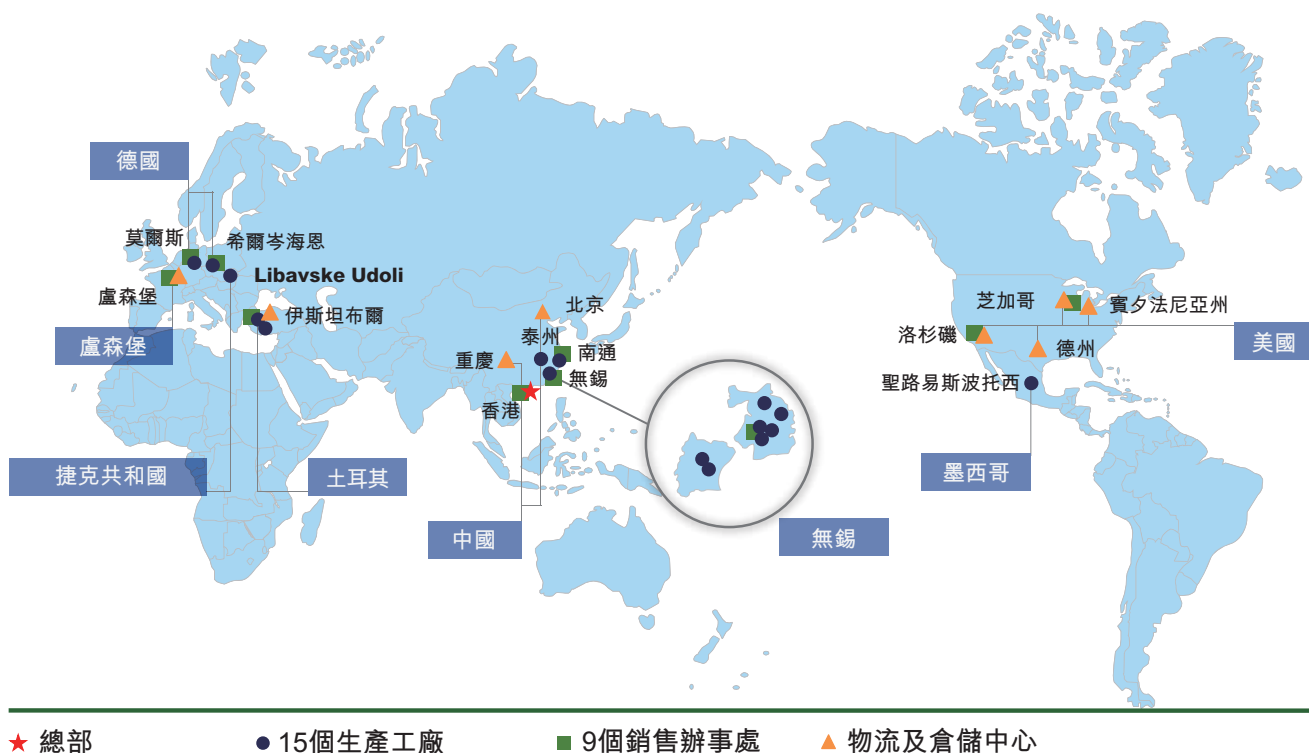 德國
莫爾斯
希爾岑海恩
Libavske Udoli
盧森堡
伊斯坦布爾
盧森堡
捷克共和國
土耳其
北京
泰州
南通
重慶
無錫
香港
中國
無錫
芝加哥
賓夕法尼亞州
洛杉磯
德州
美國
聖路易斯波托西
墨西哥
總部
15個生產工廠
9個銷售辦事處
物流及倉儲中心